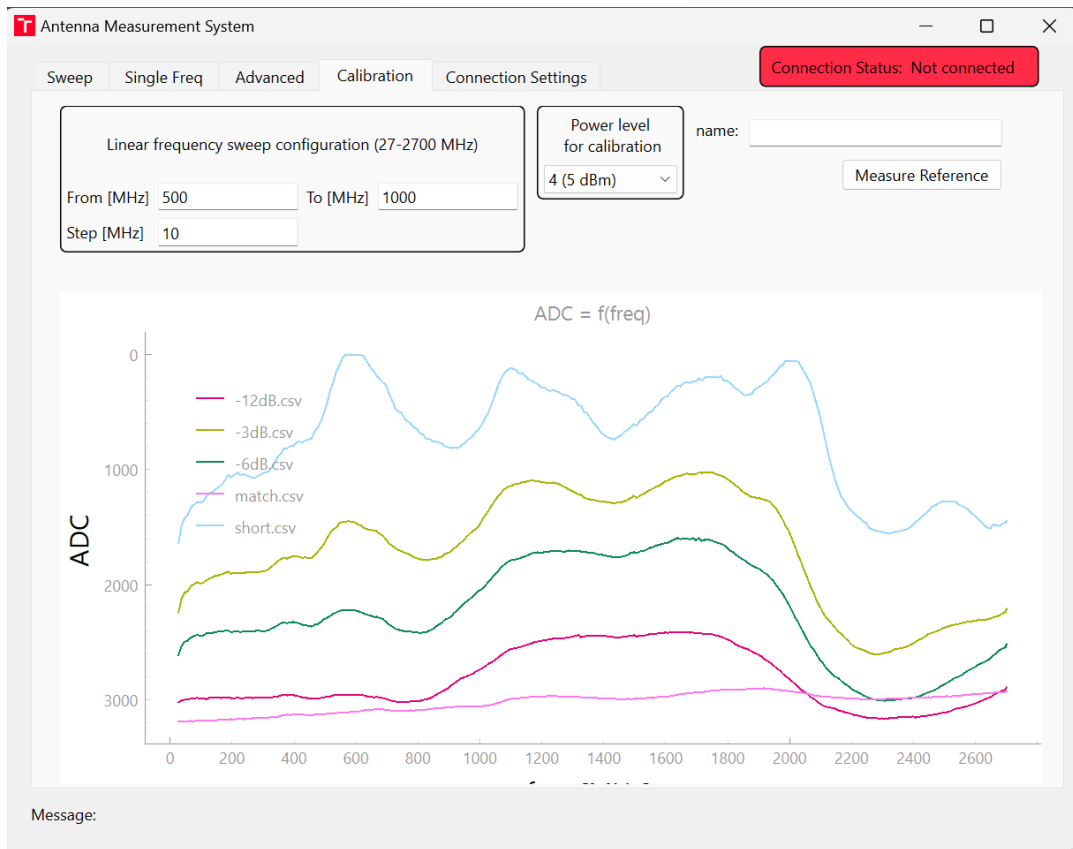 Antenna Measurement System
Sweep Single Freq Advanced Calibration Connection Settings
Connection Status: Not connected
Linear frequency sweep configuration (27-2700 MHz)
From [MHz] 500 To [MHz] 1000
Step [MHz] 10
Power level
for calibration
4 (5 dBm)
name:
Measure Reference
ADC = f(freq)
ADC
0
1000
2000
3000
-12dB.csv
-3dB.csv
-6dB.csv
match.csv
short.csv
0 200 400 600 800 1000 1200 1400 1600 1800 2000 2200 2400 2600
Message: